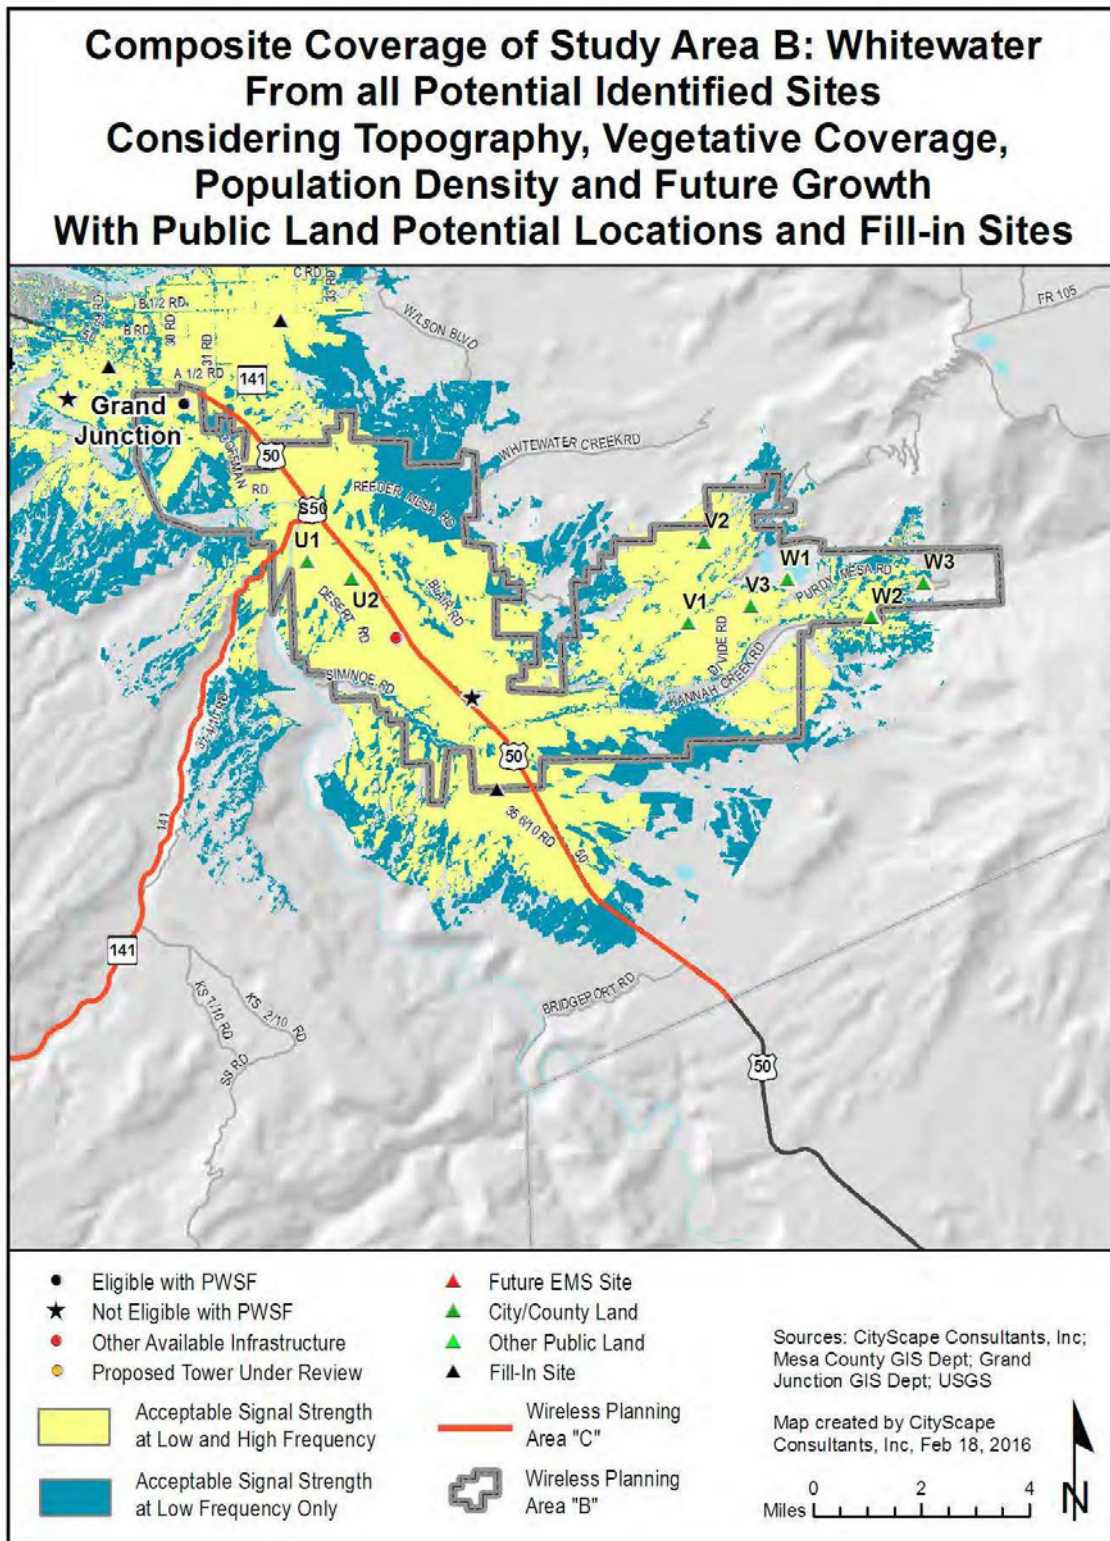 Composite Coverage of Study Area B: Whitewater
From all Potential Identified Sites
Considering Topography, Vegetative Coverage,
Population Density and Future Growth
With Public Land Potential Locations and Fill-in Sites
C RD
33 RD
B 1/2 RD
B RD
30 RD
31 RD
A 1/2 RD
141
WILSON BLVD
FR 105
Grand
Junction
50
RD
WHITEWATER CREEK RD
REEDER MESA RD
S50
U1
U2
DESERT RD
BLAIR RD
V2
W1
W3
PURDY MESA RD
V3
V1
W2
DIVIDE RD
KANNAH CREEK RD
SIMINOE RD
50
35 6/10 RD
50
141
141
BRIDGEPORT RD
50
Eligible with PWSF
Not Eligible with PWSF
Other Available Infrastructure
Proposed Tower Under Review
Acceptable Signal Strength
at Low and High Frequency
Acceptable Signal Strength
at Low Frequency Only
Future EMS Site
City/County Land
Other Public Land
Fill-In Site
Wireless Planning
Area "C"
Wireless Planning
Area "B"
Sources: CityScape Consultants, Inc;
Mesa County GIS Dept; Grand
Junction GIS Dept; USGS
Map created by CityScape
Consultants, Inc, Feb 18, 2016
0 2 4
Miles
N